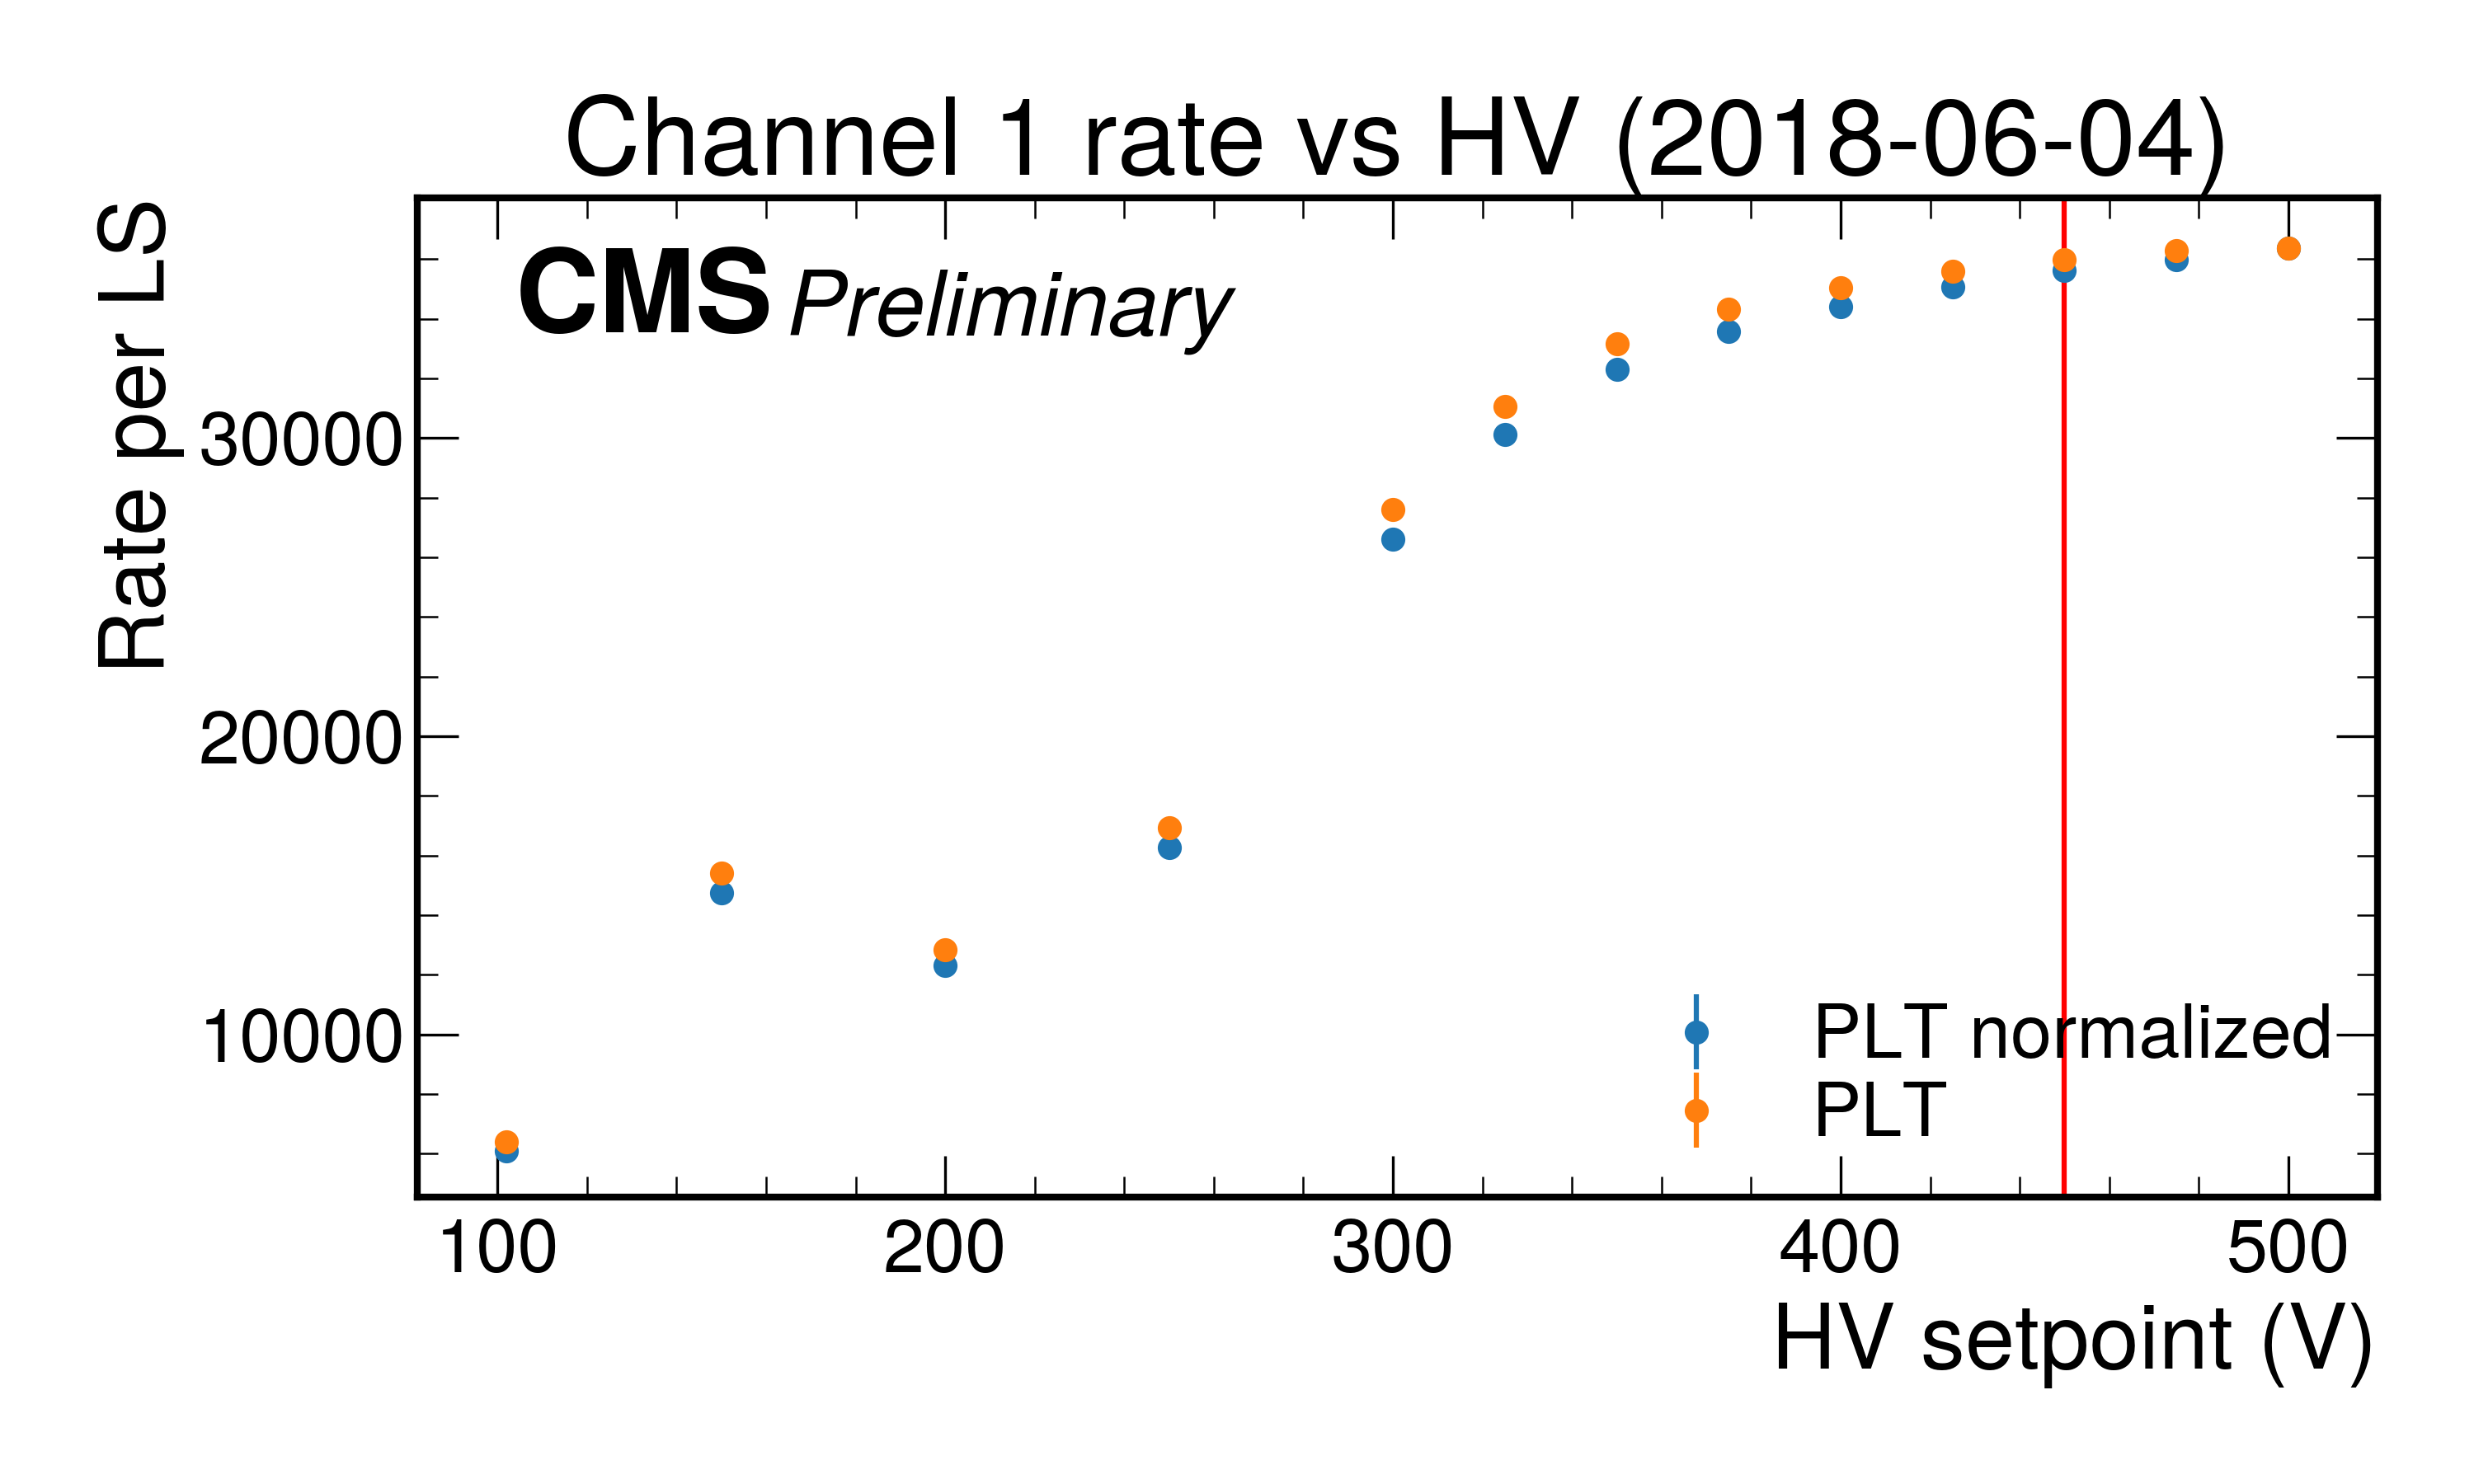 Channel 1 rate vs HV (2018-06-04)
CMS Preliminary
Rate per LS
30000
20000
10000
PLT normalized
PLT
100 200 300 400 500
HV setpoint (V)